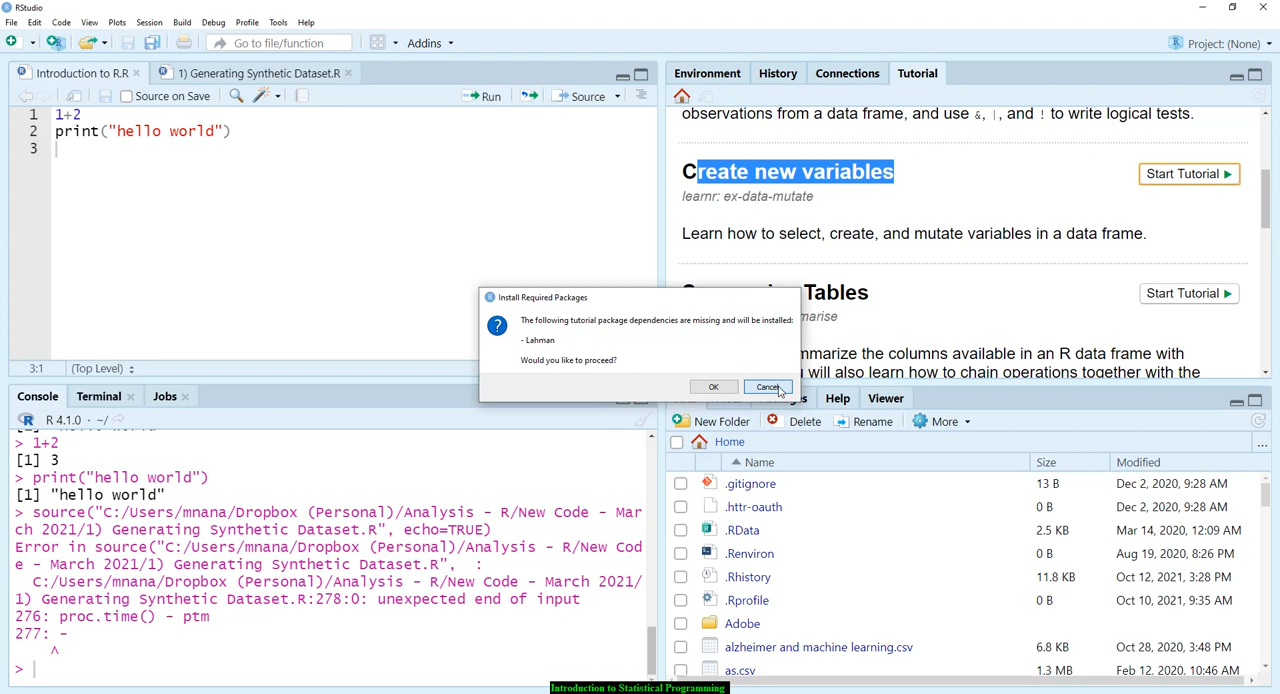 RStudio
File Edit Code View Plots Session Build Debug Profile Tools Help
Go to file/function Addins Project: (None)
Introduction to R.R 1) Generating Synthetic Dataset.R
Source on Save Run Source
1 1+2
2 print("hello world")
3
3:1 (Top Level)
Environment History Connections Tutorial
observations from a data frame, and use &, |, and ! to write logical tests.
Create new variables Start Tutorial
learnr: ex-data-mutate
Learn how to select, create, and mutate variables in a data frame.
Tables Start Tutorial
marise
mmarize the columns available in an R data frame with
will also learn how to chain operations together with the
Install Required Packages
The following tutorial package dependencies are missing and will be installed:
- Lahman
Would you like to proceed?
OK Cancel
Console Terminal Jobs
R 4.1.0 · ~/
> 1+2
[1] 3
> print("hello world")
[1] "hello world"
> source("C:/Users/mnana/Dropbox (Personal)/Analysis - R/New Code - Mar
ch 2021/1) Generating Synthetic Dataset.R", echo=TRUE)
Error in source("C:/Users/mnana/Dropbox (Personal)/Analysis - R/New Cod
e - March 2021/1) Generating Synthetic Dataset.R", :
C:/Users/mnana/Dropbox (Personal)/Analysis - R/New Code - March 2021/
1) Generating Synthetic Dataset.R:278:0: unexpected end of input
276: proc.time() - ptm
277: -
^
>
Help Viewer
New Folder Delete Rename More
Home ...
Name Size Modified
.gitignore 13 B Dec 2, 2020, 9:28 AM
.httr-oauth 0 B Dec 2, 2020, 9:28 AM
.RData 2.5 KB Mar 14, 2020, 12:09 AM
.Renviron 0 B Aug 19, 2020, 8:26 PM
.Rhistory 11.8 KB Oct 12, 2021, 3:28 PM
.Rprofile 0 B Oct 10, 2021, 9:35 AM
Adobe
alzheimer and machine learning.csv 6.8 KB Oct 28, 2020, 3:48 PM
as.csv 1.3 MB Feb 12, 2020, 10:46 AM
Introduction to Statistical Programming